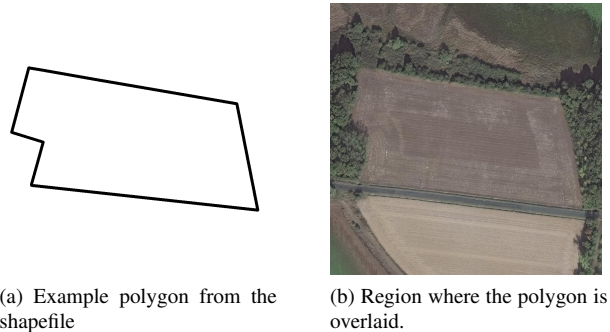 (a) Example polygon from the
shapefile
(b) Region where the polygon is
overlaid.